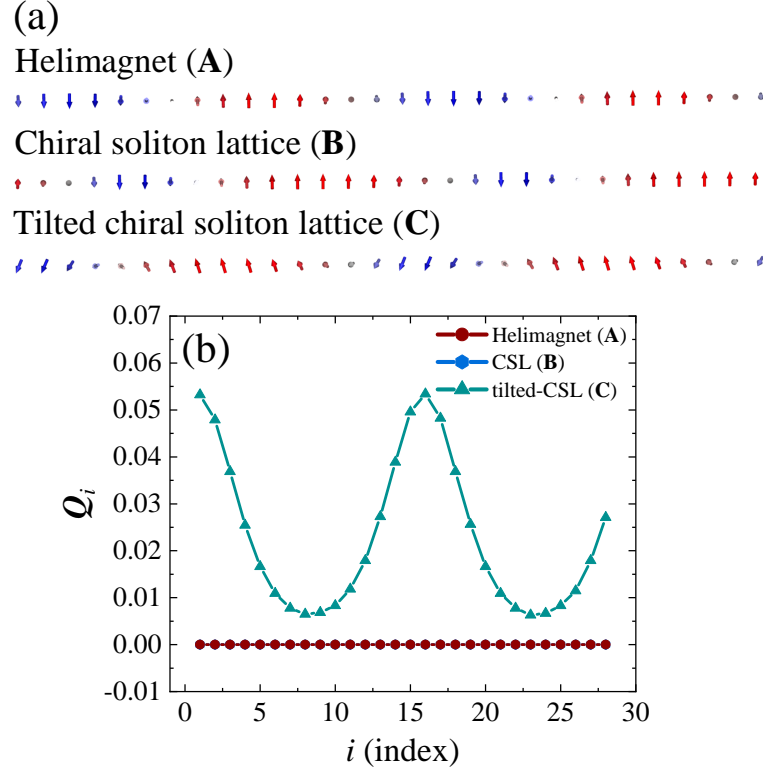 (a)
Helimagnet (A)
Chiral soliton lattice (B)
Tilted chiral soliton lattice (C)
(b)
Helimagnet (A)
CSL (B)
tilted-CSL (C)
0.07
0.06
0.05
0.04
0.03
0.02
0.01
0.00
-0.01
Qi
0 5 10 15 20 25 30
i (index)